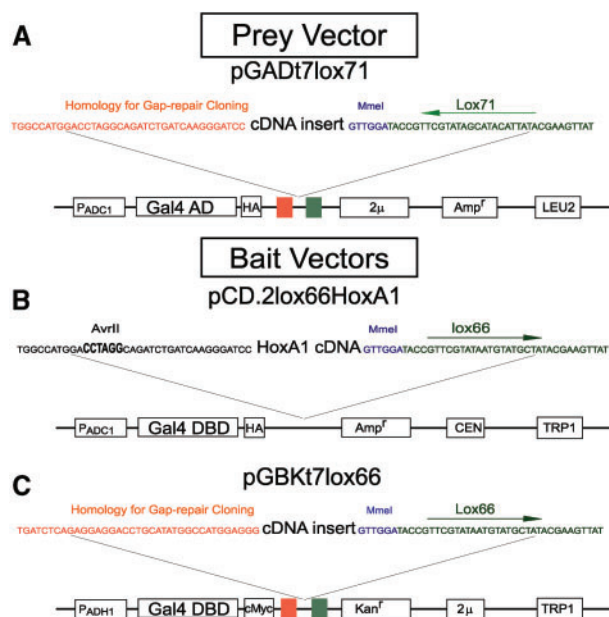 A
Prey Vector
pGADt7lox71
Homology for Gap-repair Cloning MmeI Lox71
TGGCCATGGACCTAGGCAGATCTGATCAAGGGATCC cDNA insert GTTGGATACCGTTCGTATAGCATACATTATACGAAGTTAT
PADC1 Gal4 AD HA 2μ Ampr LEU2
Bait Vectors
B
pCD.2lox66HoxA1
AvrII MmeI lox66
TGGCCATGGACCTAGGCAGATCTGATCAAGGGATCC HoxA1 cDNA GTTGGATACCGTTCGTATAATGTATGCTATACGAAGTTAT
PADC1 Gal4 DBD HA Ampr CEN TRP1
C
pGBKt7lox66
Homology for Gap-repair Cloning MmeI Lox66
TGATCTCAGAGGAGGACCTGCATATGGCCATGGAGGG cDNA insert GTTGGATACCGTTCGTATAATGTATGCTATACGAAGTTAT
PADH1 Gal4 DBD cMyc Kanr 2μ TRP1